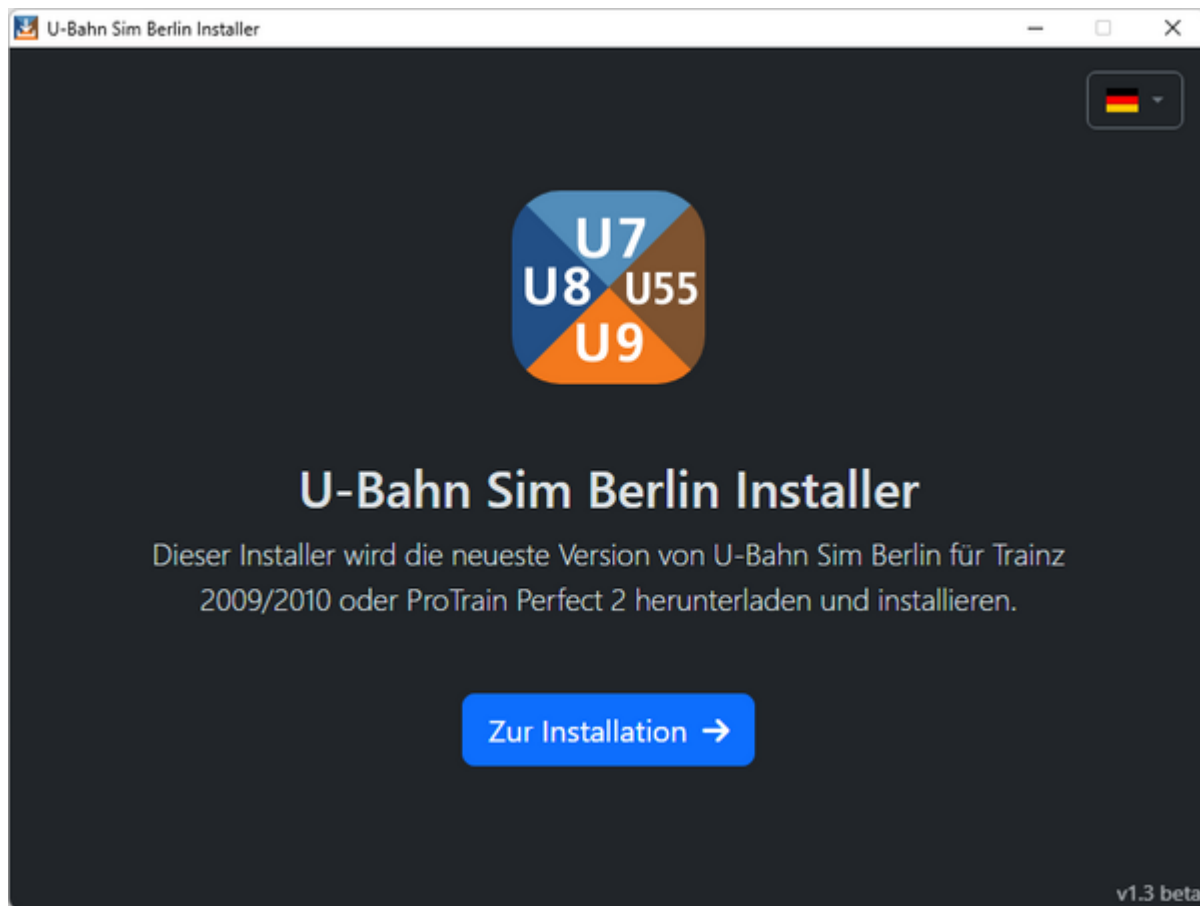 U-Bahn Sim Berlin Installer
U7
U8 U55
U9
U-Bahn Sim Berlin Installer
Dieser Installer wird die neueste Version von U-Bahn Sim Berlin für Trainz
2009/2010 oder ProTrain Perfect 2 herunterladen und installieren.
Zur Installation →
v1.3 beta